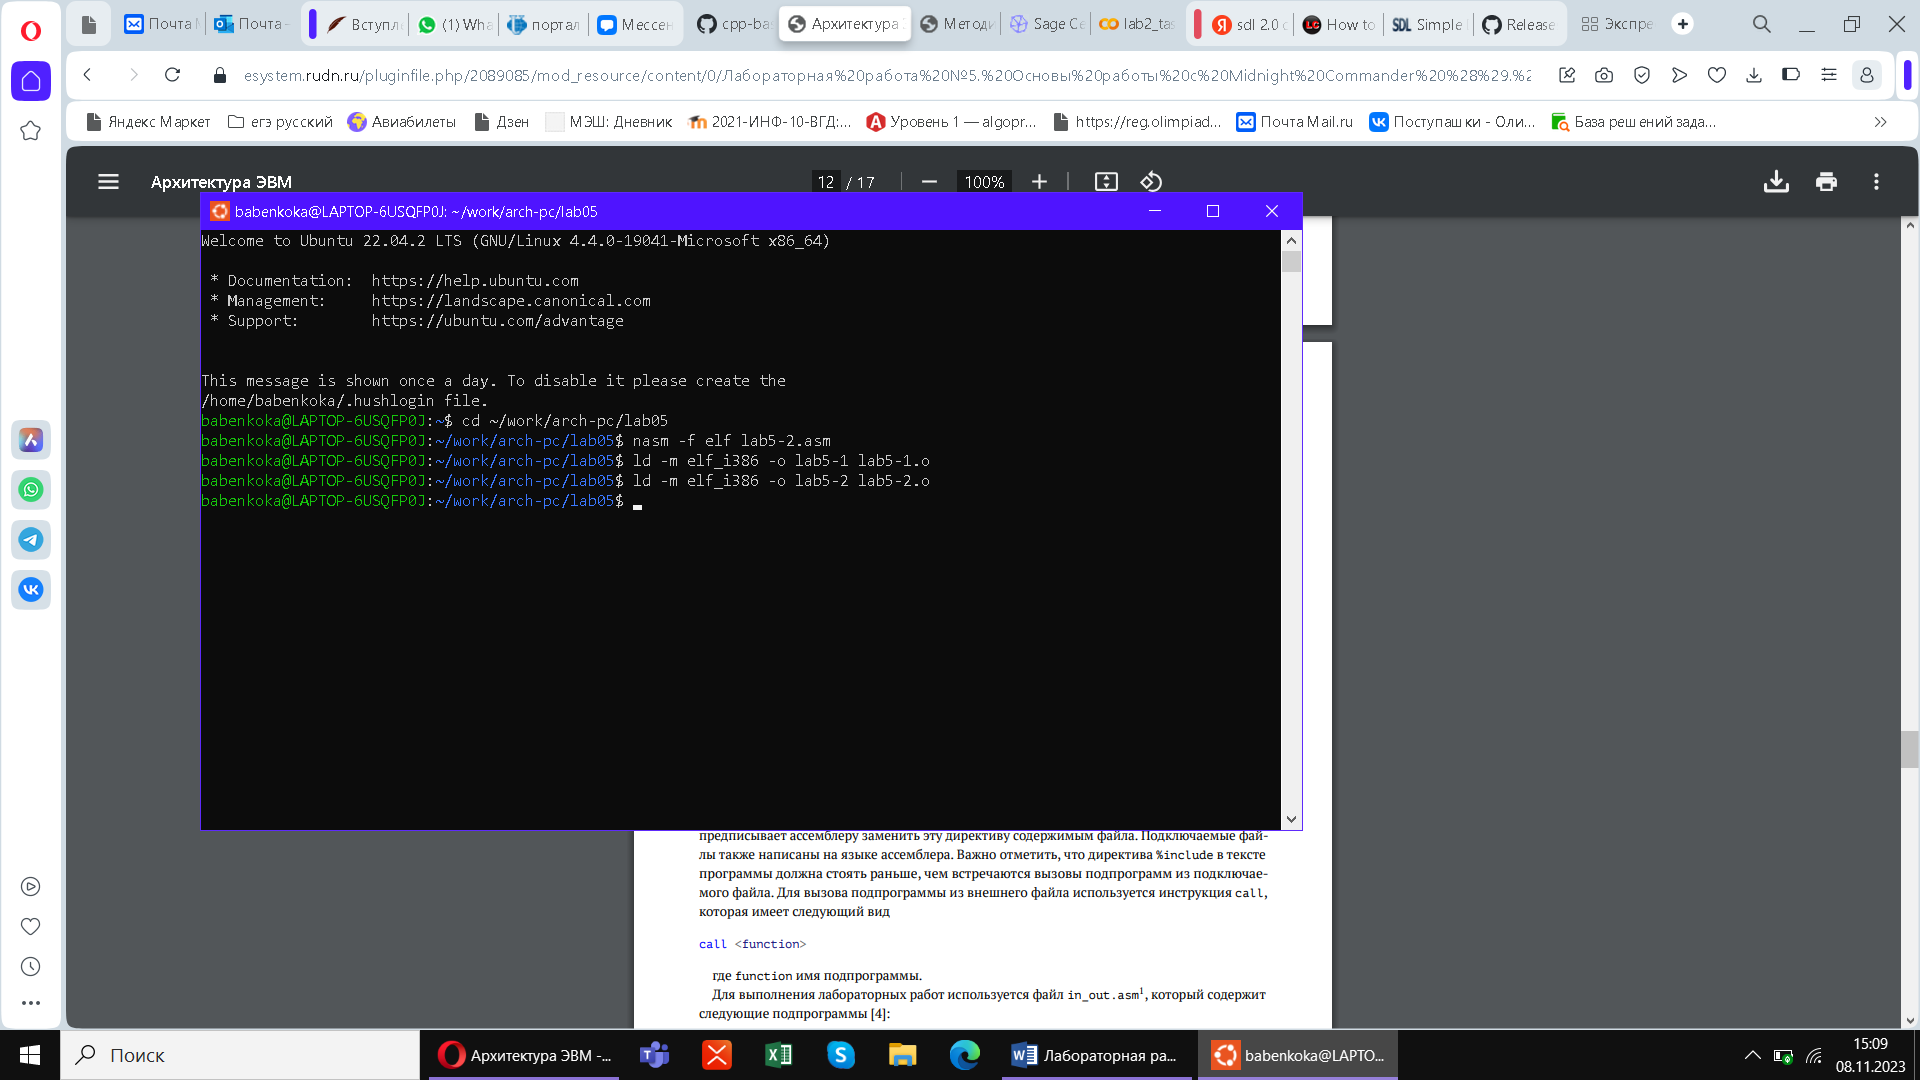 Почта М
Почта –
Вступле
(1) Wha
портал
Мессен
cpp-bas
Архитектура Э
Методи
Sage Ce
lab2_tas
sdl 2.0 d
How to
SDL Simple
Release
Экспре
esystem.rudn.ru/pluginfile.php/2089085/mod_resource/content/0/Лабораторная%20работа%20№5.%20Основы%20работы%20с%20Midnight%20Commander%20%28%29.%2
Яндекс Маркет
егэ русский
Авиабилеты
Дзен
МЭШ: Дневник
2021-ИНФ-10-ВГД:...
Уровень 1 — algopr...
https://reg.olimpiad...
Почта Mail.ru
Поступашки - Оли...
База решений зада...
Архитектура ЭВМ
12 / 17
100%
babenkoka@LAPTOP-6USQFP0J: ~/work/arch-pc/lab05
Welcome to Ubuntu 22.04.2 LTS (GNU/Linux 4.4.0-19041-Microsoft x86_64)
* Documentation: https://help.ubuntu.com
* Management: https://landscape.canonical.com
* Support: https://ubuntu.com/advantage
This message is shown once a day. To disable it please create the
/home/babenkoka/.hushlogin file.
babenkoka@LAPTOP-6USQFP0J:~$ cd ~/work/arch-pc/lab05
babenkoka@LAPTOP-6USQFP0J:~/work/arch-pc/lab05$ nasm -f elf lab5-2.asm
babenkoka@LAPTOP-6USQFP0J:~/work/arch-pc/lab05$ ld -m elf_i386 -o lab5-1 lab5-1.o
babenkoka@LAPTOP-6USQFP0J:~/work/arch-pc/lab05$ ld -m elf_i386 -o lab5-2 lab5-2.o
babenkoka@LAPTOP-6USQFP0J:~/work/arch-pc/lab05$
предписывает ассемблеру заменить эту директиву содержимым файла. Подключаемые фай-
лы также написаны на языке ассемблера. Важно отметить, что директива %include в тексте
программы должна стоять раньше, чем встречаются вызовы подпрограмм из подключае-
мого файла. Для вызова подпрограммы из внешнего файла используется инструкция call,
которая имеет следующий вид
call <function>
где function имя подпрограммы.
Для выполнения лабораторных работ используется файл in_out.asm¹, который содержит
следующие подпрограммы [4]:
Поиск
Архитектура ЭВМ -...
Лабораторная ра...
babenkoka@LAPTO...
15:09
08.11.2023